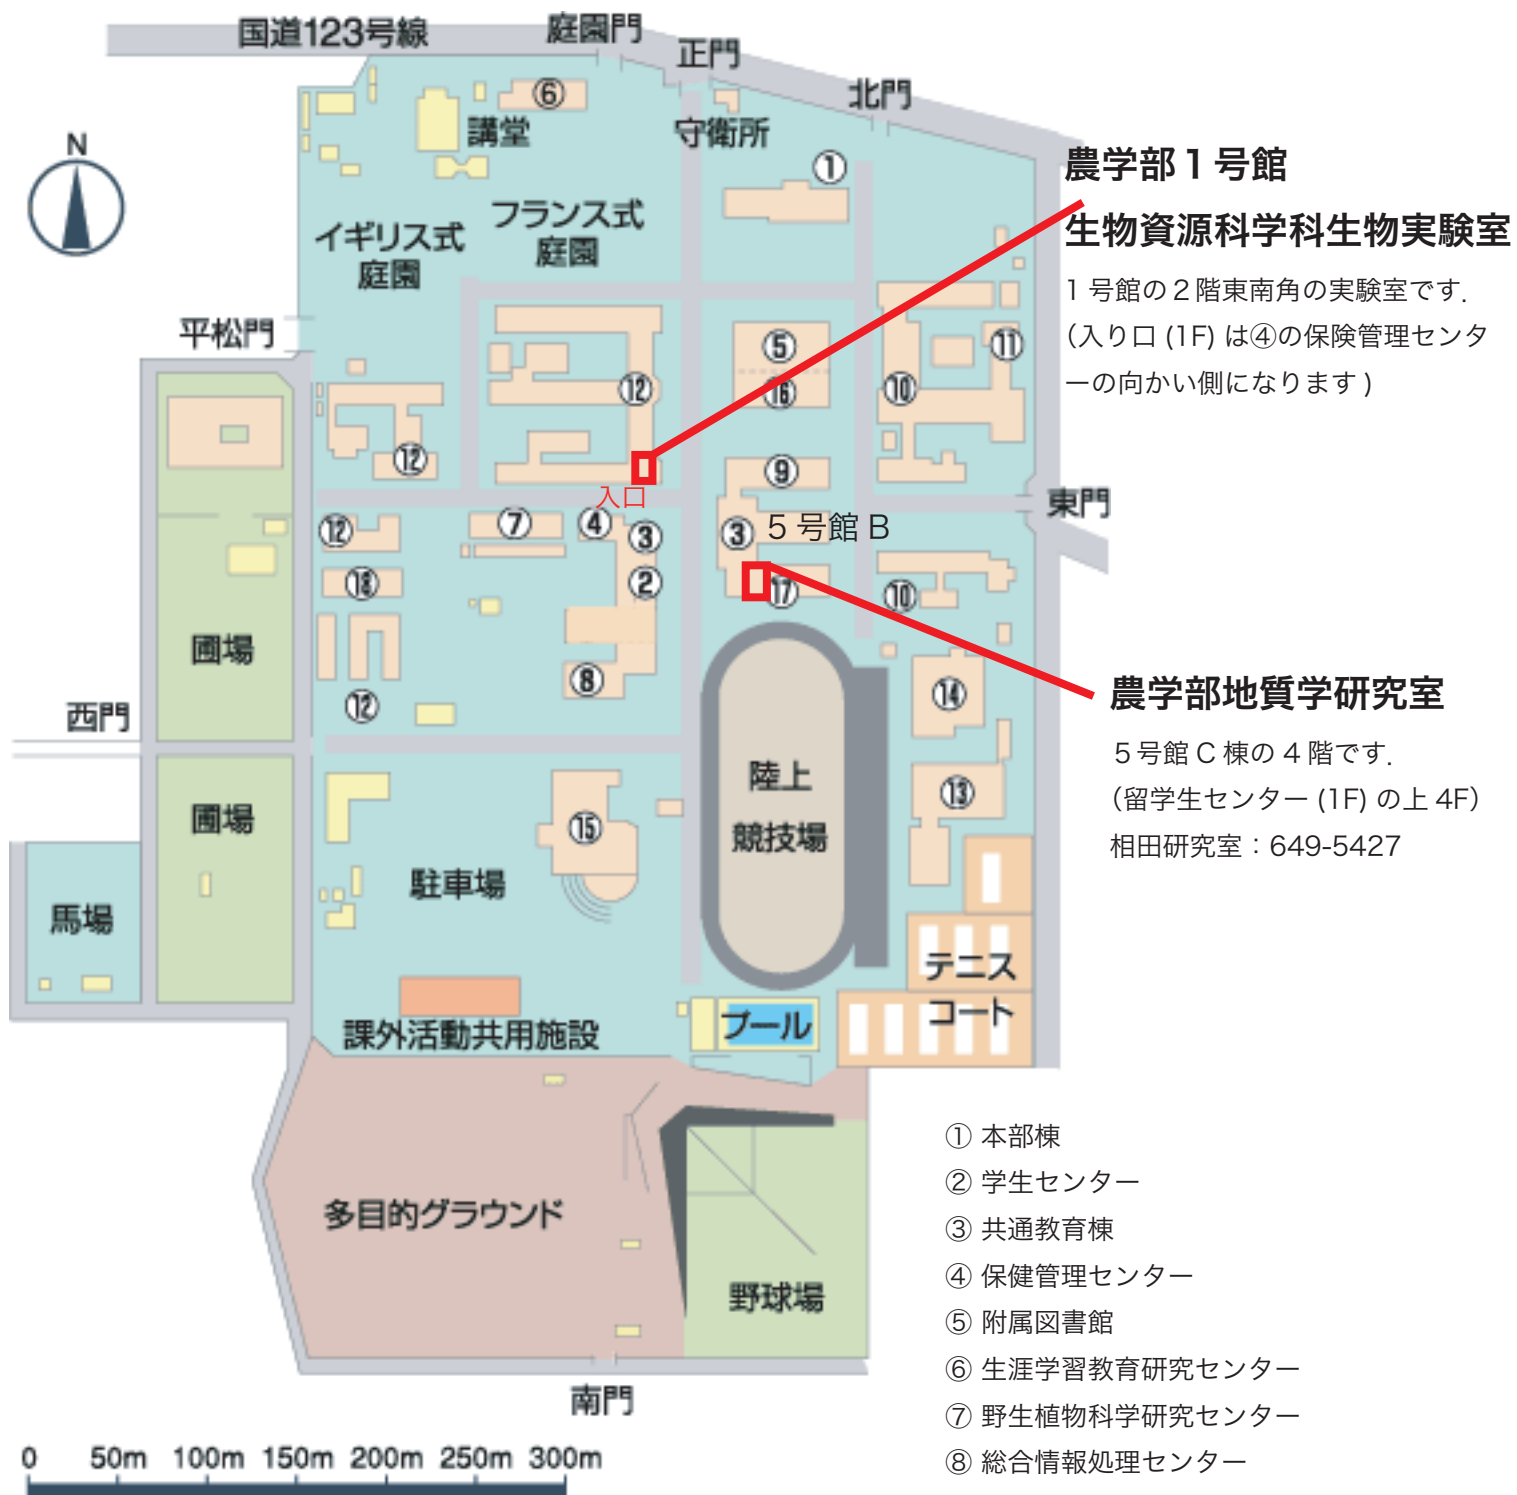 国道123号線
庭園門
正門
北門
N
⑥
講堂
守衛所
①
農学部１号館
生物資源科学科生物実験室
１号館の２階東南角の実験室です.
（入り口 (1F) は④の保険管理センタ
ーの向かい側になります )
イギリス式
庭園
フランス式
庭園
平松門
⑤
⑯
⑪
⑩
⑫
⑫
⑨
入口
東門
⑫
⑦
④
③
②
③
５号館 B
⑱
⑰
⑩
圃場
⑧
⑫
⑭
西門
農学部地質学研究室
５号館 C 棟の 4 階です.
（留学生センター (1F) の上 4F）
相田研究室：649-5427
陸上
競技場
⑬
圃場
⑮
駐車場
馬場
テニス
コート
課外活動共用施設
プール
多目的グラウンド
野球場
南門
① 本部棟
② 学生センター
③ 共通教育棟
④ 保健管理センター
⑤ 附属図書館
⑥ 生涯学習教育研究センター
⑦ 野生植物科学研究センター
⑧ 総合情報処理センター
0 50m 100m 150m 200m 250m 300m